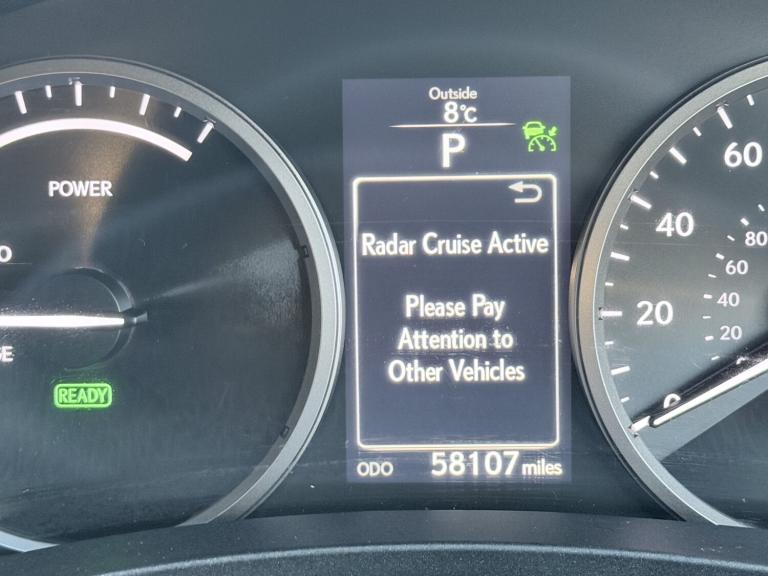 Outside
8°C
P
POWER
Radar Cruise Active
Please Pay
Attention to
Other Vehicles
READY
ODO 58107 miles
60
40
20
0
80
60
40
20